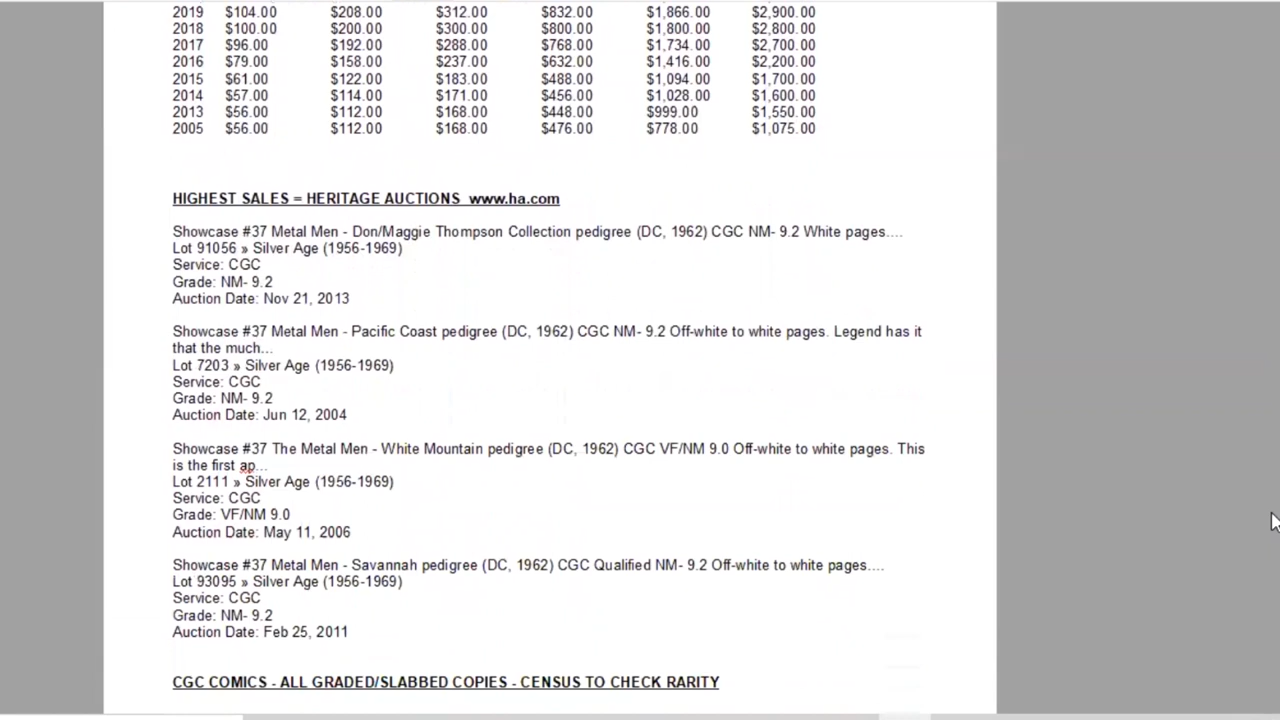 2019 $104.00 $208.00 $312.00 $832.00 $1,866.00 $2,900.00
2018 $100.00 $200.00 $300.00 $800.00 $1,800.00 $2,800.00
2017 $96.00 $192.00 $288.00 $768.00 $1,734.00 $2,700.00
2016 $79.00 $158.00 $237.00 $632.00 $1,416.00 $2,200.00
2015 $61.00 $122.00 $183.00 $488.00 $1,094.00 $1,700.00
2014 $57.00 $114.00 $171.00 $456.00 $1,028.00 $1,600.00
2013 $56.00 $112.00 $168.00 $448.00 $999.00 $1,550.00
2005 $56.00 $112.00 $168.00 $476.00 $778.00 $1,075.00
HIGHEST SALES = HERITAGE AUCTIONS www.ha.com
Showcase #37 Metal Men - Don/Maggie Thompson Collection pedigree (DC, 1962) CGC NM- 9.2 White pages....
Lot 91056 » Silver Age (1956-1969)
Service: CGC
Grade: NM- 9.2
Auction Date: Nov 21, 2013
Showcase #37 Metal Men - Pacific Coast pedigree (DC, 1962) CGC NM- 9.2 Off-white to white pages. Legend has it
that the much...
Lot 7203 » Silver Age (1956-1969)
Service: CGC
Grade: NM- 9.2
Auction Date: Jun 12, 2004
Showcase #37 The Metal Men - White Mountain pedigree (DC, 1962) CGC VF/NM 9.0 Off-white to white pages. This
is the first ap...
Lot 2111 » Silver Age (1956-1969)
Service: CGC
Grade: VF/NM 9.0
Auction Date: May 11, 2006
Showcase #37 Metal Men - Savannah pedigree (DC, 1962) CGC Qualified NM- 9.2 Off-white to white pages....
Lot 93095 » Silver Age (1956-1969)
Service: CGC
Grade: NM- 9.2
Auction Date: Feb 25, 2011
CGC COMICS - ALL GRADED/SLABBED COPIES - CENSUS TO CHECK RARITY